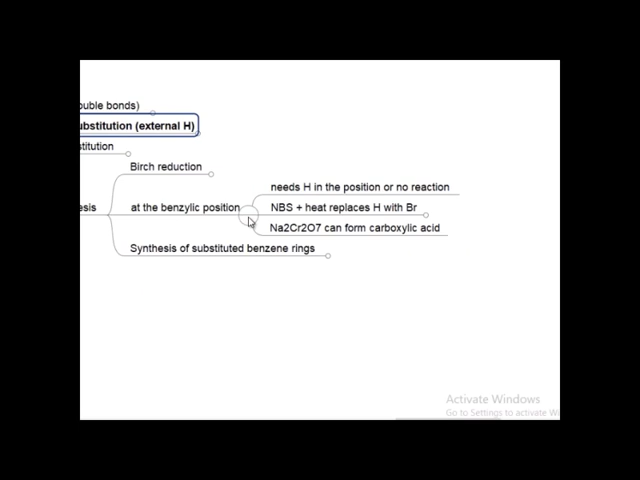 ouble bonds)
ubstitution (external H)
stitution
Birch reduction
needs H in the position or no reaction
esis
at the benzylic position
NBS + heat replaces H with Br
Na2Cr2O7 can form carboxylic acid
Synthesis of substituted benzene rings
Activate Windows
Go to Settings to activate Wi